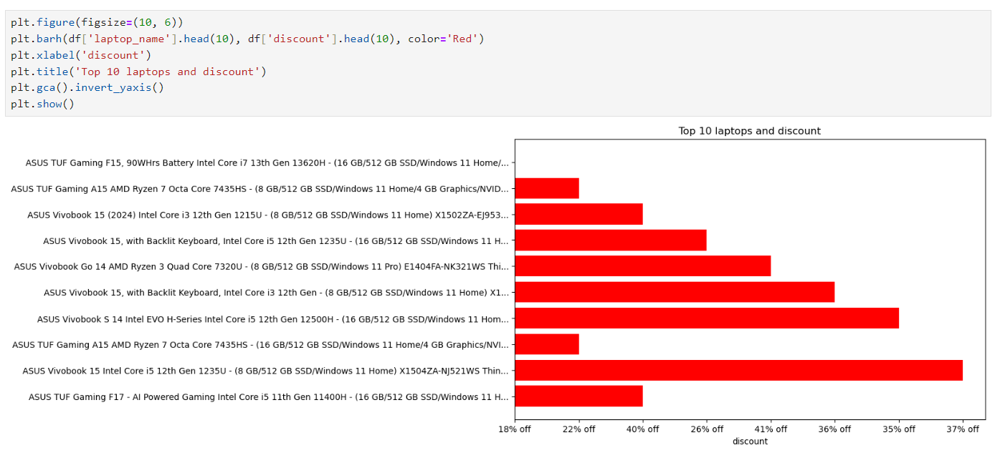 plt.figure(figsize=(10, 6))
plt.barh(df['laptop_name'].head(10), df['discount'].head(10), color='Red')
plt.xlabel('discount')
plt.title('Top 10 laptops and discount')
plt.gca().invert_yaxis()
plt.show()
Top 10 laptops and discount
ASUS TUF Gaming F15, 90WHrs Battery Intel Core i7 13th Gen 13620H - (16 GB/512 GB SSD/Windows 11 Home/...
ASUS TUF Gaming A15 AMD Ryzen 7 Octa Core 7435HS - (8 GB/512 GB SSD/Windows 11 Home/4 GB Graphics/NVID...
ASUS Vivobook 15 (2024) Intel Core i3 12th Gen 1215U - (8 GB/512 GB SSD/Windows 11 Home) X1502ZA-EJ953...
ASUS Vivobook 15, with Backlit Keyboard, Intel Core i5 12th Gen 1235U - (16 GB/512 GB SSD/Windows 11 H...
ASUS Vivobook Go 14 AMD Ryzen 3 Quad Core 7320U - (8 GB/512 GB SSD/Windows 11 Pro) E1404FA-NK321WS Thi...
ASUS Vivobook 15, with Backlit Keyboard, Intel Core i3 12th Gen - (8 GB/512 GB SSD/Windows 11 Home) X1...
ASUS Vivobook S 14 Intel EVO H-Series Intel Core i5 12th Gen 12500H - (16 GB/512 GB SSD/Windows 11 Hom...
ASUS TUF Gaming A15 AMD Ryzen 7 Octa Core 7435HS - (16 GB/512 GB SSD/Windows 11 Home/4 GB Graphics/NVI...
ASUS Vivobook 15 Intel Core i5 12th Gen 1235U - (8 GB/512 GB SSD/Windows 11 Home) X1504ZA-NJ521WS Thin...
ASUS TUF Gaming F17 - AI Powered Gaming Intel Core i5 11th Gen 11400H - (16 GB/512 GB SSD/Windows 11 H...
18% off 22% off 40% off 26% off 41% off 36% off 35% off 37% off
discount